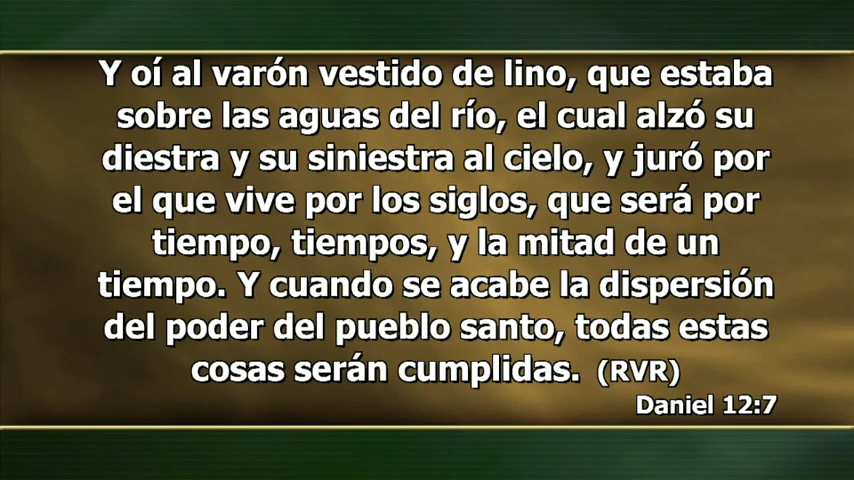 Y oí al varón vestido de lino, que estaba
sobre las aguas del río, el cual alzó su
diestra y su siniestra al cielo, y juró por
el que vive por los siglos, que será por
tiempo, tiempos, y la mitad de un
tiempo. Y cuando se acabe la dispersión
del poder del pueblo santo, todas estas
cosas serán cumplidas. (RVR)
Daniel 12:7